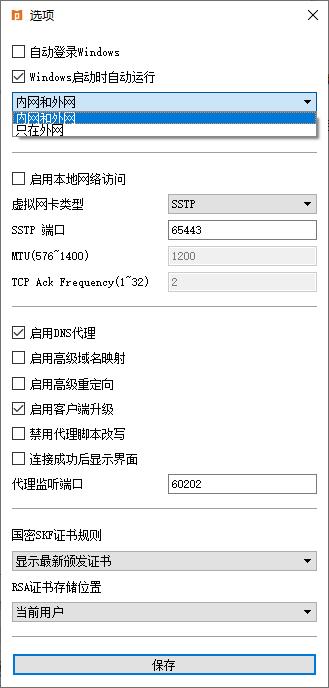 选项
自动登录Windows
Windows启动时自动运行
内网和外网
内网和外网
只在外网
启用本地网络访问
虚拟网卡类型 SSTP
SSTP 端口 65443
MTU(576~1400) 1200
TCP Ack Frequency(1~32) 2
启用DNS代理
启用高级域名映射
启用高级重定向
启用客户端升级
禁用代理脚本改写
连接成功后显示界面
代理监听端口 60202
国密SKF证书规则
显示最新颁发证书
RSA证书存储位置
当前用户
保存